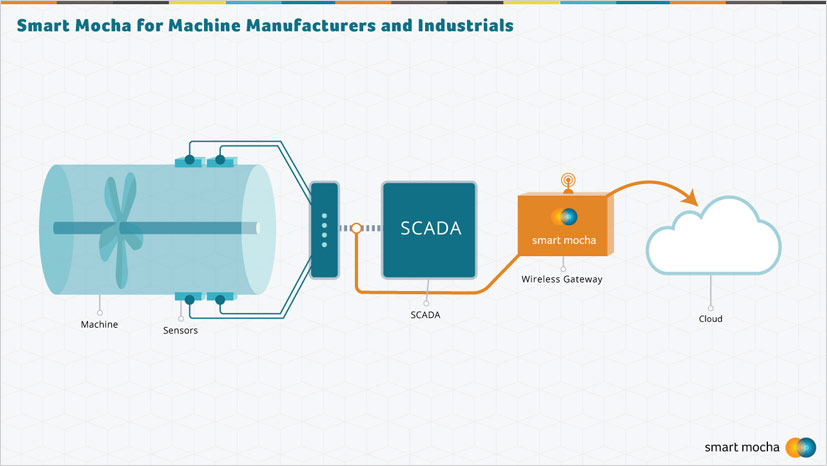 Smart Mocha for Machine Manufacturers and Industrials
SCADA
smart mocha
Wireless Gateway
SCADA
Cloud
Machine
Sensors
smart mocha